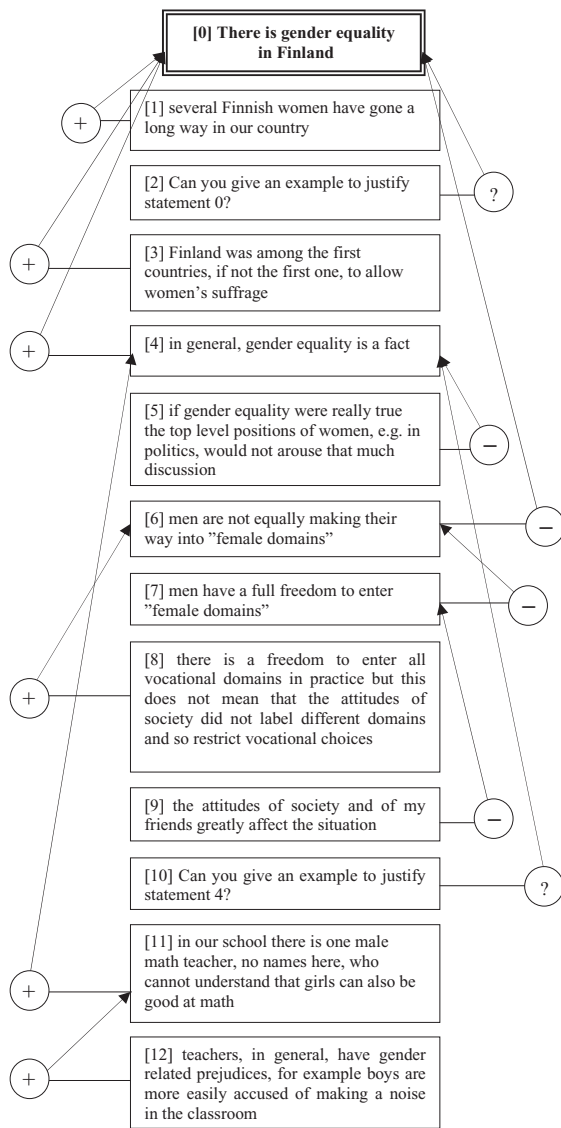 [0] There is gender equality
in Finland
[1] several Finnish women have gone a
long way in our country
+
[2] Can you give an example to justify
statement 0?
?
[3] Finland was among the first
countries, if not the first one, to allow
women's suffrage
+
[4] in general, gender equality is a fact
+
[5] if gender equality were really true
the top level positions of women, e.g. in
politics, would not arouse that much
discussion
−
[6] men are not equally making their
way into ”female domains”
−
[7] men have a full freedom to enter
”female domains”
−
[8] there is a freedom to enter all
vocational domains in practice but this
does not mean that the attitudes of
society did not label different domains
and so restrict vocational choices
+
[9] the attitudes of society and of my
friends greatly affect the situation
−
[10] Can you give an example to justify
statement 4?
?
[11] in our school there is one male
math teacher, no names here, who
cannot understand that girls can also be
good at math
+
[12] teachers, in general, have gender
related prejudices, for example boys are
more easily accused of making a noise
in the classroom
+